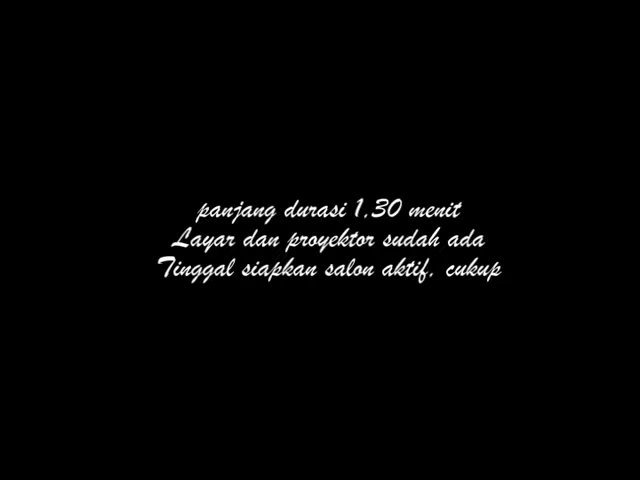 panjang durasi 1,30 menit
Layar dan proyektor sudah ada
Tinggal siapkan salon aktif, cukup